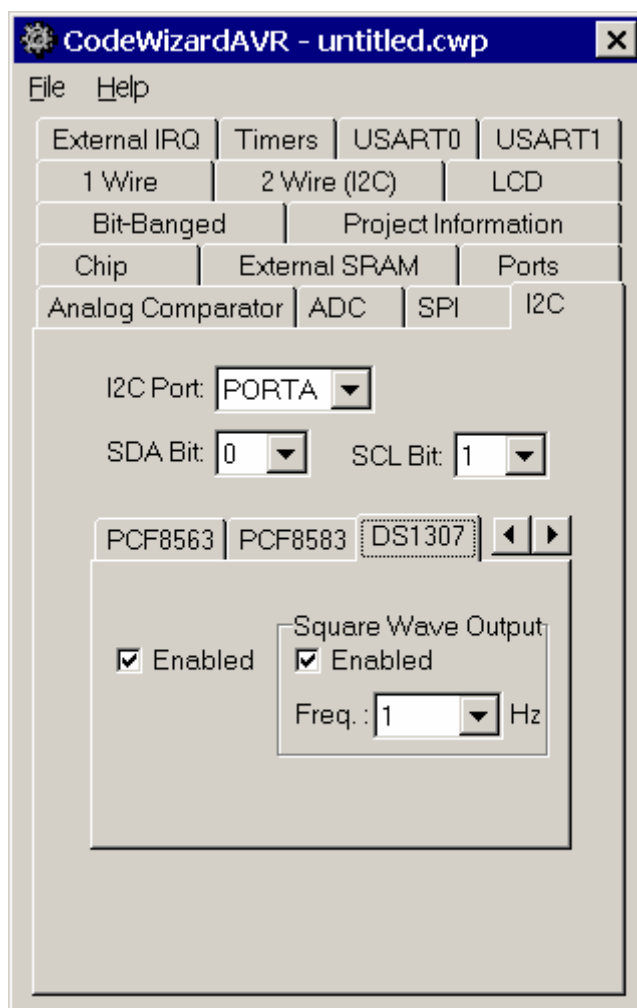 CodeWizardAVR - untitled.cwp
File Help
External IRQ Timers USART0 USART1
1 Wire 2 Wire (I2C) LCD
Bit-Banged Project Information
Chip External SRAM Ports
Analog Comparator ADC SPI I2C
I2C Port: PORTA
SDA Bit: 0 SCL Bit: 1
PCF8563 PCF8583 DS1307
Square Wave Output
Enabled Enabled
Freq. : 1 Hz